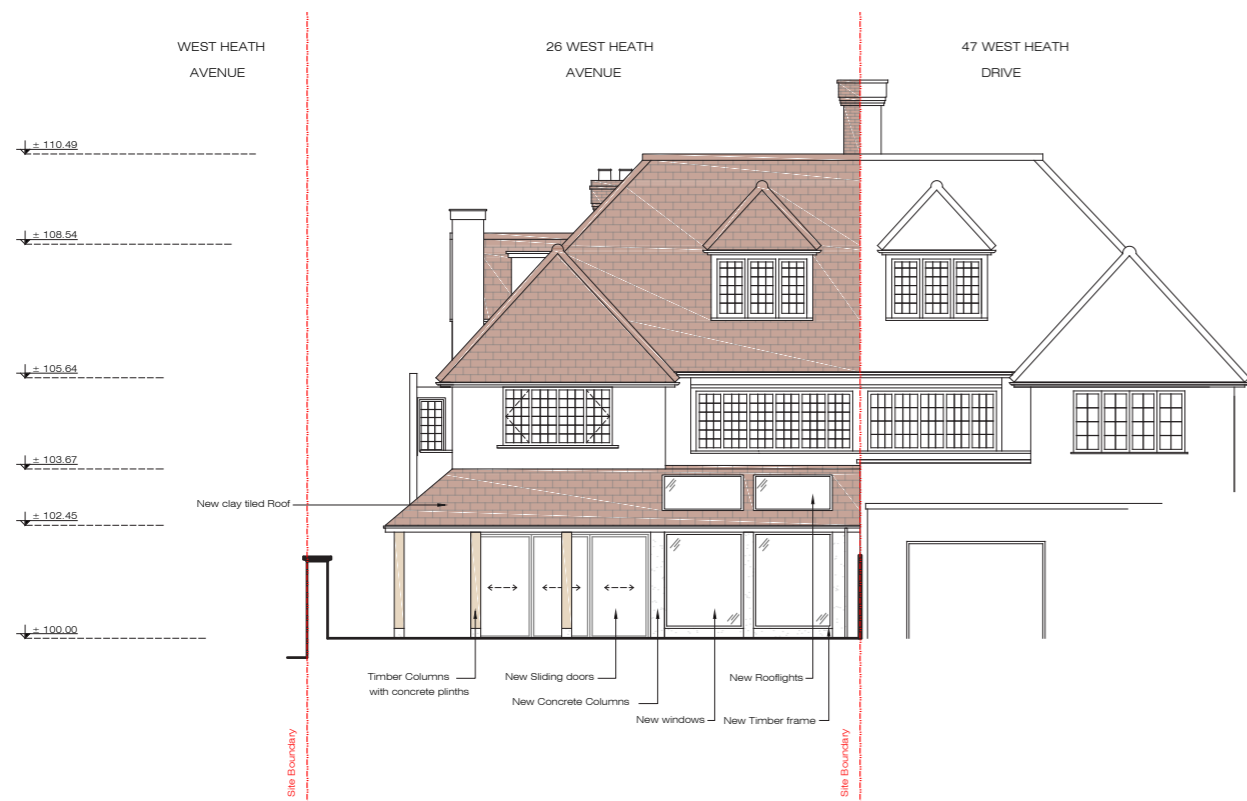 WEST HEATH
AVENUE
26 WEST HEATH
AVENUE
47 WEST HEATH
DRIVE
± 110.49
± 108.54
± 105.64
± 103.67
New clay tiled Roof
± 102.45
± 100.00
Timber Columns
with concrete plinths
New Sliding doors
New Concrete Columns
New windows
New Rooflights
New Timber frame
Site Boundary
Site Boundary